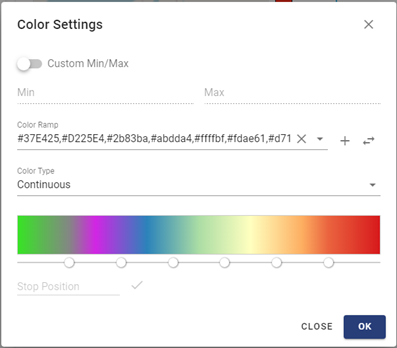 Color Settings
Custom Min/Max
Min Max
Color Ramp
#37E425,#D225E4,#2b83ba,#abdda4,#ffffbf,#fdae61,#d71
Color Type
Continuous
Stop Position
CLOSE OK